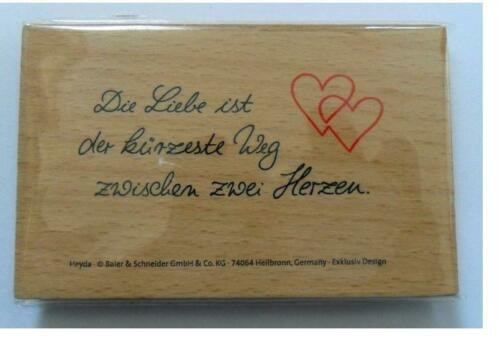 Die Liebe ist
der kürzeste Weg
zwischen zwei Herzen.
Heyda · © Baier & Schneider GmbH & Co. KG · 74064 Heilbronn, Germany · Exklusiv Design